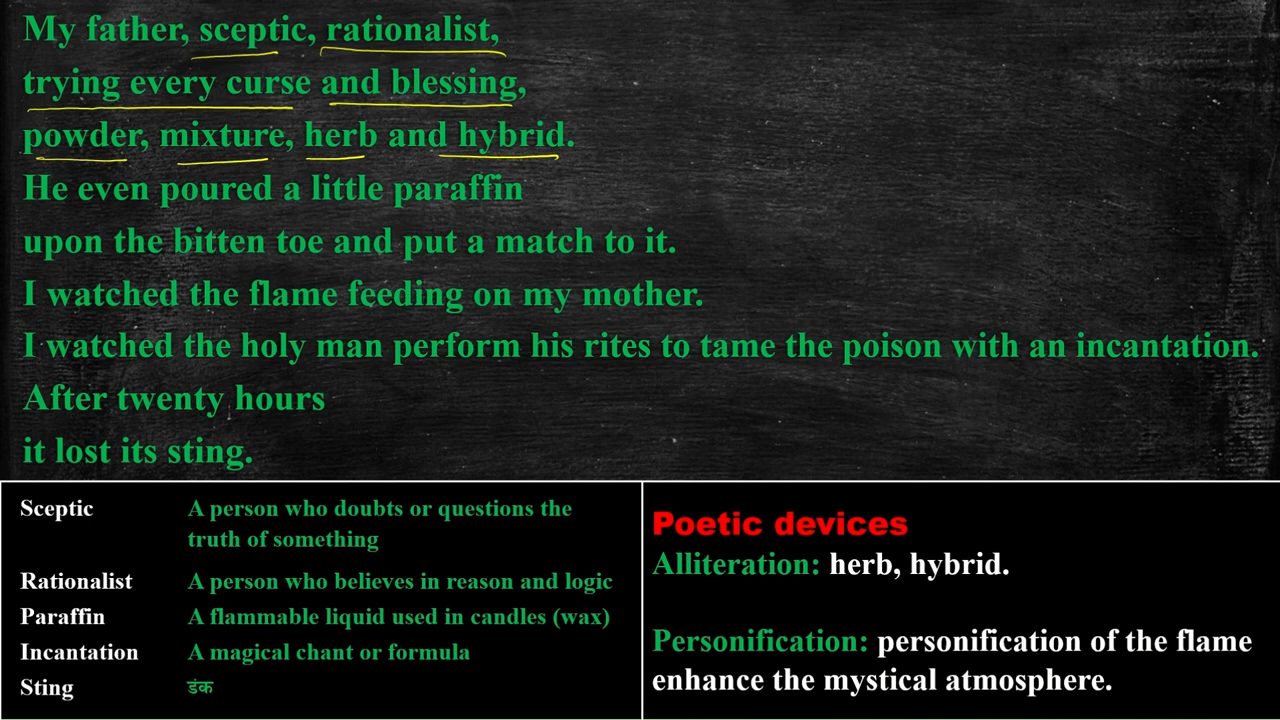 My father, sceptic, rationalist,
trying every curse and blessing,
powder, mixture, herb and hybrid.
He even poured a little paraffin
upon the bitten toe and put a match to it.
I watched the flame feeding on my mother.
I watched the holy man perform his rites to tame the poison with an incantation.
After twenty hours
it lost its sting.
Sceptic A person who doubts or questions the
truth of something
Rationalist A person who believes in reason and logic
Paraffin A flammable liquid used in candles (wax)
Incantation A magical chant or formula
Sting डंक
Poetic devices
Alliteration: herb, hybrid.
Personification: personification of the flame
enhance the mystical atmosphere.